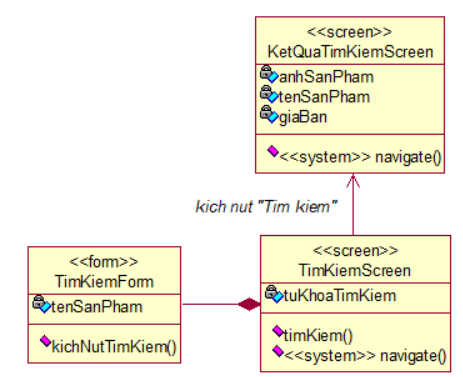 <<screen>>
KetQuaTimKiemScreen
anhSanPham
tenSanPham
giaBan
<<system>> navigate()
kich nut "Tim kiem"
<<form>>
TimKiemForm
tenSanPham
kichNutTimKiem()
<<screen>>
TimKiemScreen
tuKhoaTimKiem
timKiem()
<<system>> navigate()